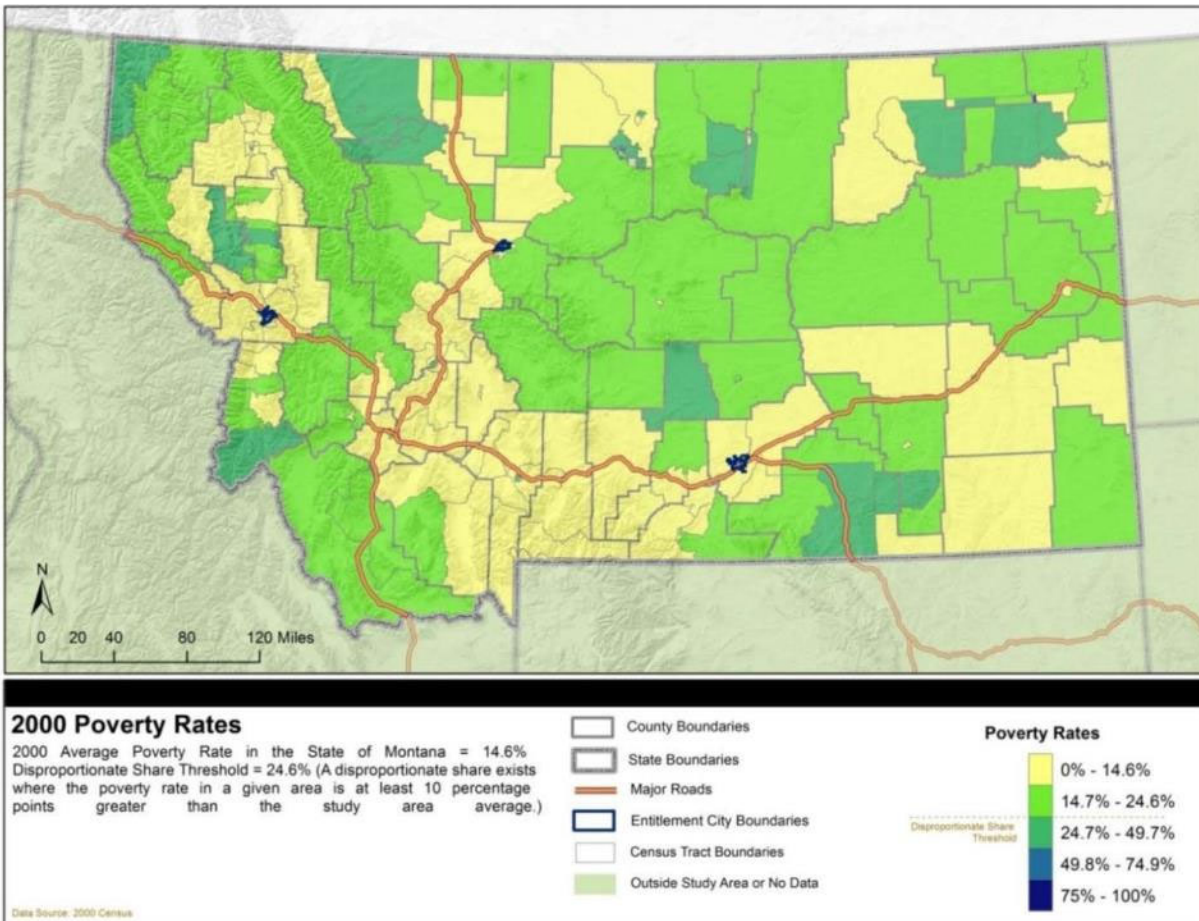 N
0 20 40 80 120 Miles
2000 Poverty Rates
2000 Average Poverty Rate in the State of Montana = 14.6%
Disproportionate Share Threshold = 24.6% (A disproportionate share exists
where the poverty rate in a given area is at least 10 percentage
points greater than the study area average.)
Data Source: 2000 Census
County Boundaries
State Boundaries
Major Roads
Entitlement City Boundaries
Census Tract Boundaries
Outside Study Area or No Data
Poverty Rates
0% - 14.6%
14.7% - 24.6%
Disproportionate Share
Threshold
24.7% - 49.7%
49.8% - 74.9%
75% - 100%